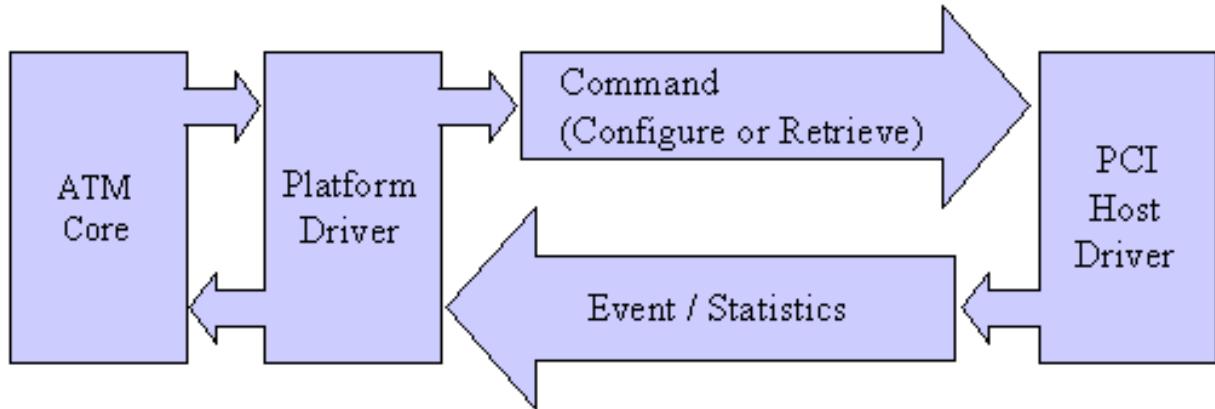 ATM
Core
Platform
Driver
Command
(Configure or Retrieve)
Event / Statistics
PCI
Host
Driver